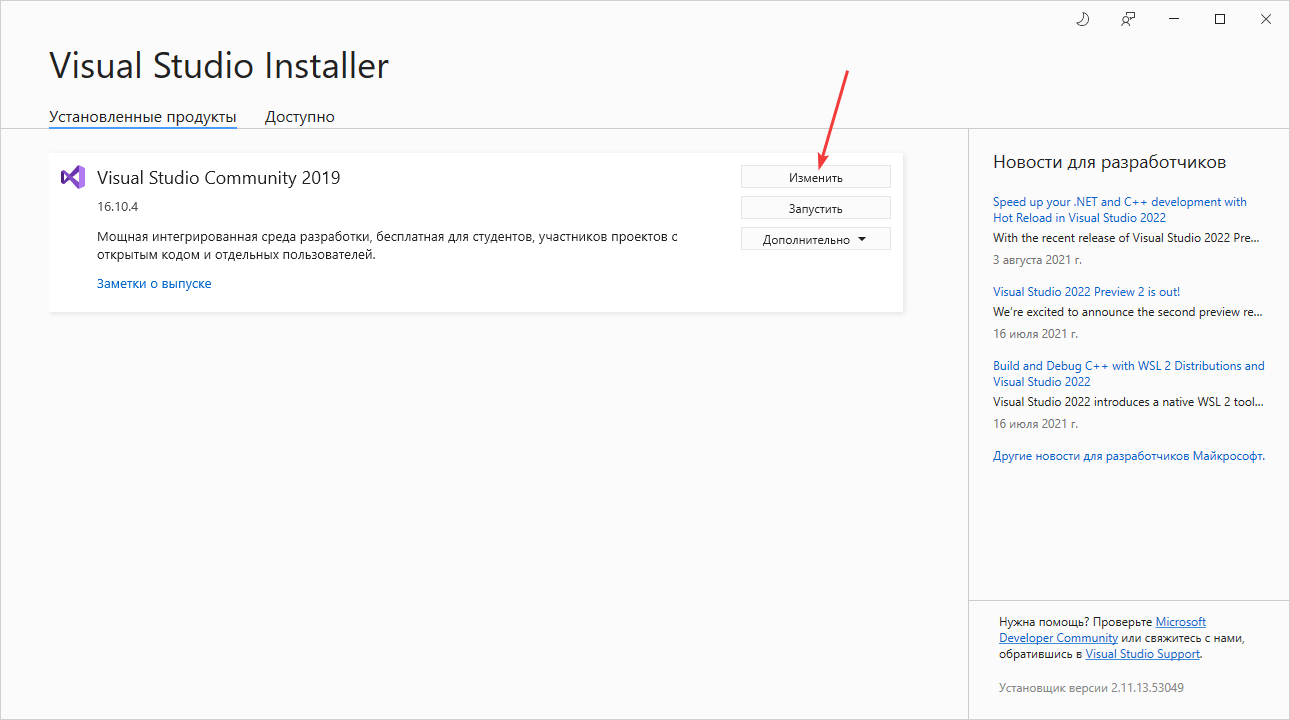 Visual Studio Installer
Установленные продукты
Доступно
Visual Studio Community 2019
16.10.4
Мощная интегрированная среда разработки, бесплатная для студентов, участников проектов с
открытым кодом и отдельных пользователей.
Заметки о выпуске
Изменить
Запустить
Дополнительно
Новости для разработчиков
Speed up your .NET and C++ development with
Hot Reload in Visual Studio 2022
With the recent release of Visual Studio 2022 Pre...
3 августа 2021 г.
Visual Studio 2022 Preview 2 is out!
We’re excited to announce the second preview re...
16 июля 2021 г.
Build and Debug C++ with WSL 2 Distributions and
Visual Studio 2022
Visual Studio 2022 introduces a native WSL 2 tool...
16 июля 2021 г.
Другие новости для разработчиков Майкрософт.
Нужна помощь? Проверьте Microsoft
Developer Community или свяжитесь с нами,
обратившись в Visual Studio Support.
Установщик версии 2.11.13.53049